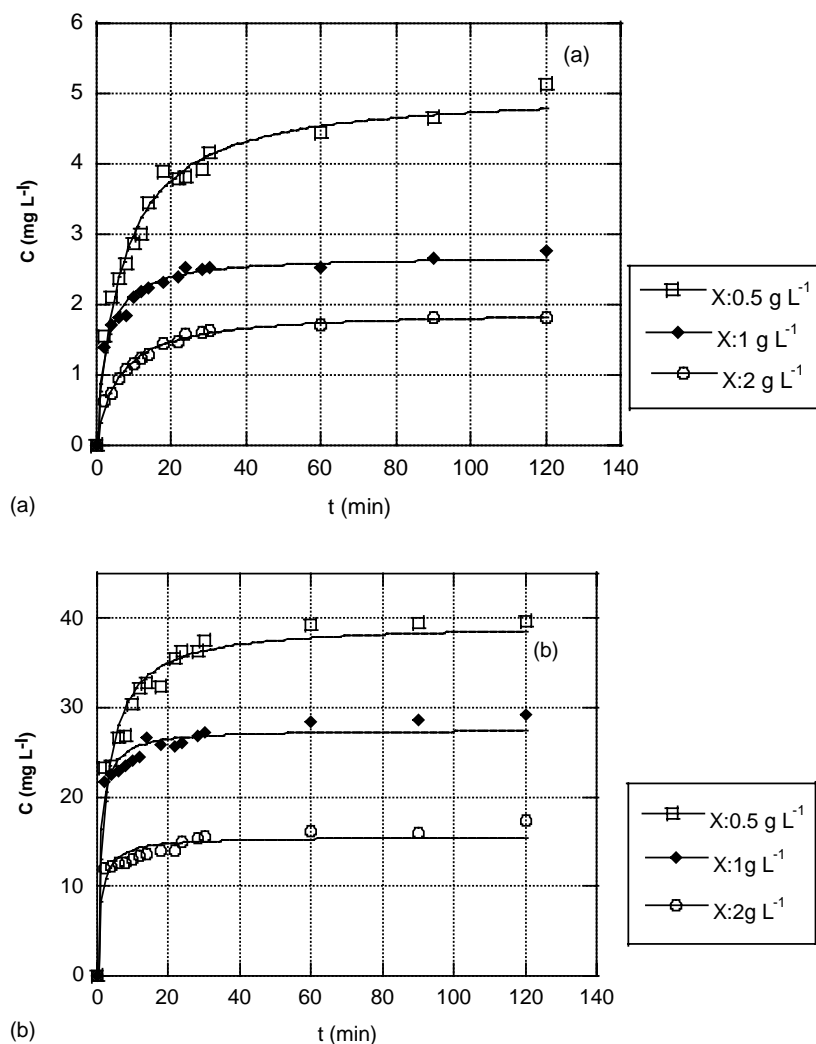 6
5
4
3
2
1
0
C (mg L-l)
0 20 40 60 80 100 120 140
t (min)
(a)
(a)
X:0.5 g L-1
X:1 g L-1
X:2 g L-1
40
30
20
10
0
C (mg L-l)
0 20 40 60 80 100 120 140
t (min)
(b)
(b)
X:0.5 g L-1
X:1g L-1
X:2g L-1